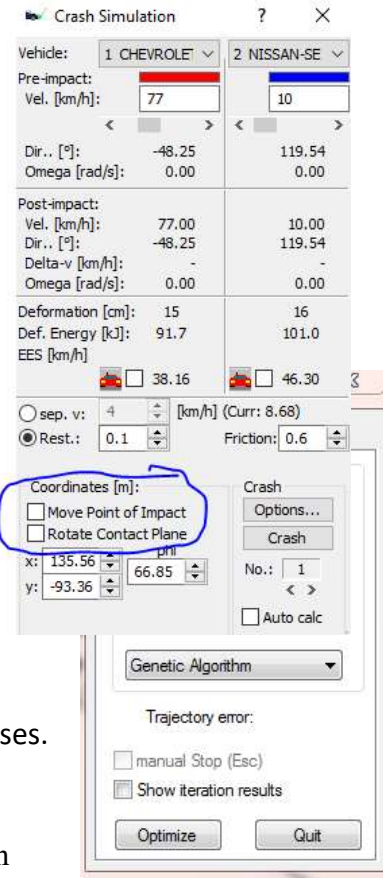 Crash Simulation ? ×
Vehicle: 1 CHEVROLET 2 NISSAN-SE
Pre-impact:
Vel. [km/h]: 77 10
< > < >
Dir.. [°]: -48.25 119.54
Omega [rad/s]: 0.00 0.00
Post-impact:
Vel. [km/h]: 77.00 10.00
Dir.. [°]: -48.25 119.54
Delta-v [km/h]: - -
Omega [rad/s]: 0.00 0.00
Deformation [cm]: 15 16
Def. Energy [kJ]: 91.7 101.0
EES [km/h]
38.16 46.30
sep. v: 4 [km/h] (Curr: 8.68)
Rest.: 0.1 Friction: 0.6
Coordinates [m]: Crash
Move Point of Impact Options...
Rotate Contact Plane Crash
x: 135.56 phi 66.85 No.: 1
y: -93.36 < >
Auto calc
Genetic Algorithm
Trajectory error:
ses.
manual Stop (Esc)
Show iteration results
Optimize Quit